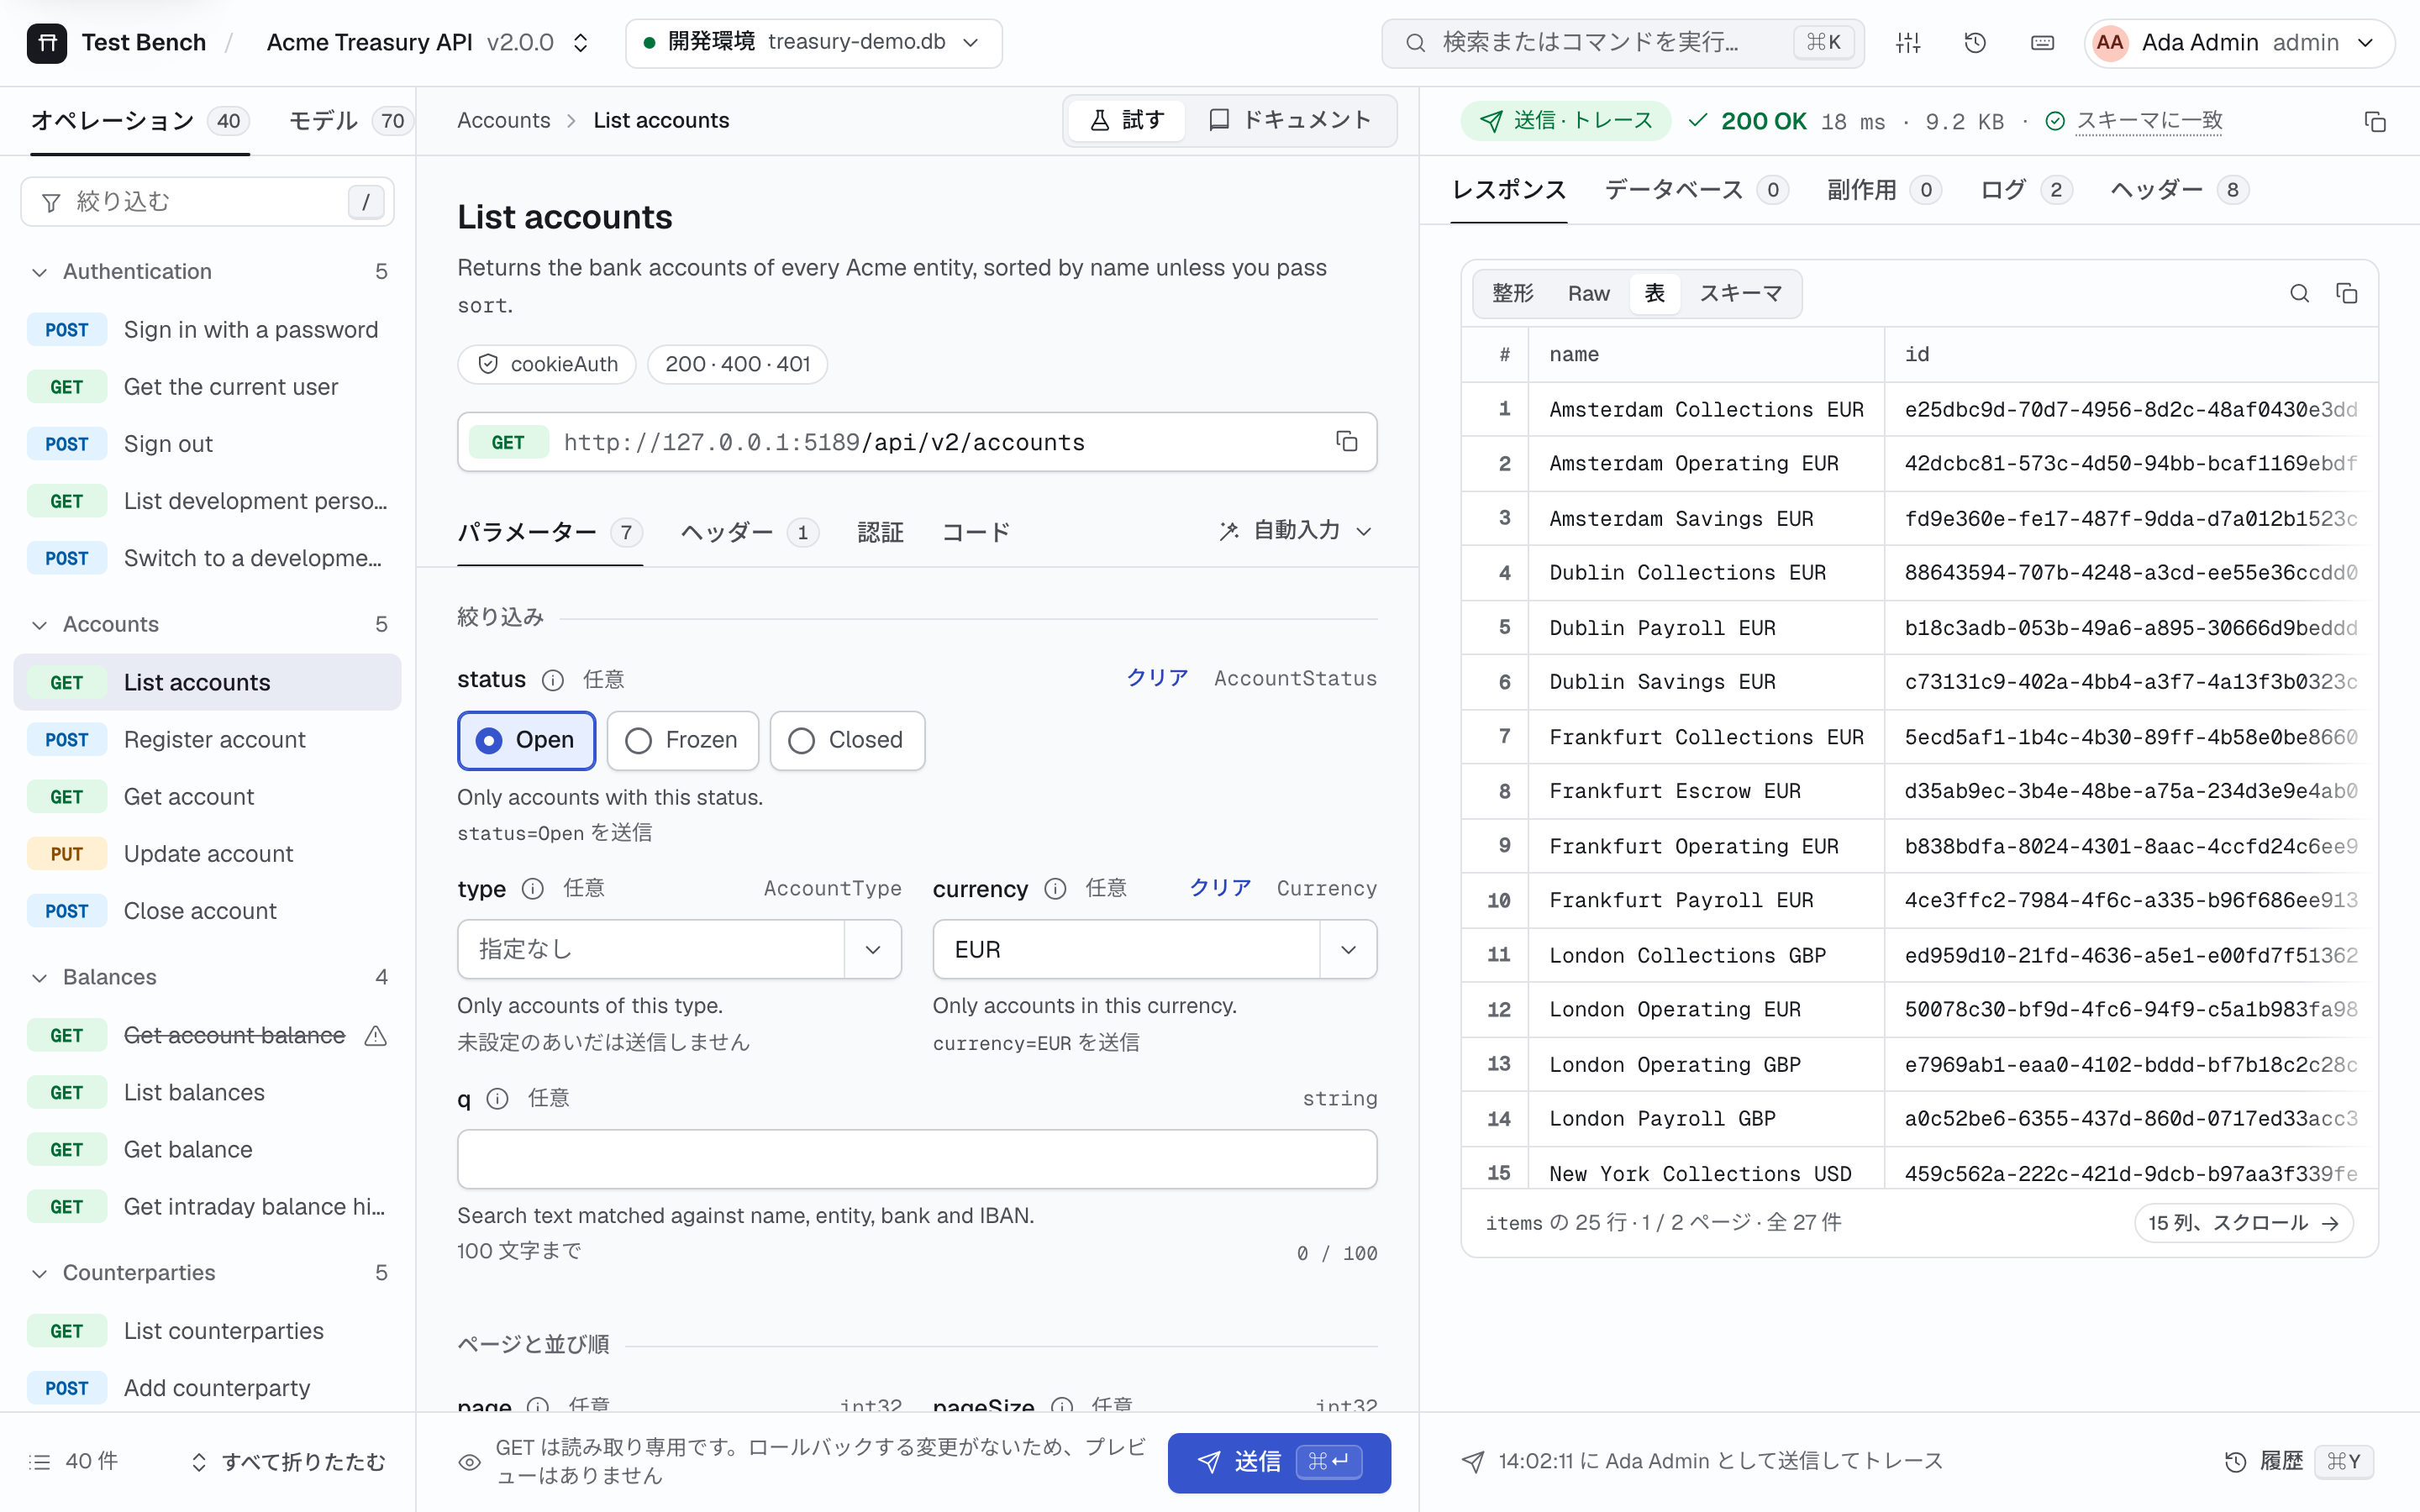 Test Bench / Acme Treasury API v2.0.0
開発環境 treasury-demo.db
検索またはコマンドを実行… ⌘K
AA Ada Admin admin
オペレーション 40 モデル 70
絞り込む /
Authentication 5
POST Sign in with a password
GET Get the current user
POST Sign out
GET List development perso…
POST Switch to a developme…
Accounts 5
GET List accounts
POST Register account
GET Get account
PUT Update account
POST Close account
Balances 4
GET Get account balance
GET List balances
GET Get balance
GET Get intraday balance hi…
Counterparties 5
GET List counterparties
POST Add counterparty
40 件 すべて折りたたむ
Accounts > List accounts
試す ドキュメント
List accounts
Returns the bank accounts of every Acme entity, sorted by name unless you pass
sort.
cookieAuth 200 · 400 · 401
GET http://127.0.0.1:5189/api/v2/accounts
パラメーター 7 ヘッダー 1 認証 コード 自動入力
絞り込み
status 任意 クリア AccountStatus
Open Frozen Closed
Only accounts with this status.
status=Open を送信
type 任意 AccountType
指定なし
Only accounts of this type.
未設定のあいだは送信しません
currency 任意 クリア Currency
EUR
Only accounts in this currency.
currency=EUR を送信
q 任意 string
Search text matched against name, entity, bank and IBAN.
100 文字まで 0 / 100
ページと並び順
page 任意 int32 pageSize 任意 int32
GET は読み取り専用です。ロールバックする変更がないため、プレビ
ューはありません
送信 ⌘↵
送信 · トレース 200 OK 18 ms · 9.2 KB · スキーマに一致
レスポンス データベース 0 副作用 0 ログ 2 ヘッダー 8
整形 Raw 表 スキーマ
# name id
1 Amsterdam Collections EUR e25dbc9d-70d7-4956-8d2c-48af0430e3dd
2 Amsterdam Operating EUR 42dcbc81-573c-4d50-94bb-bcaf1169ebdf
3 Amsterdam Savings EUR fd9e360e-fe17-487f-9dda-d7a012b1523c
4 Dublin Collections EUR 88643594-707b-4248-a3cd-ee55e36ccdd0
5 Dublin Payroll EUR b18c3adb-053b-49a6-a895-30666d9beddd
6 Dublin Savings EUR c73131c9-402a-4bb4-a3f7-4a13f3b0323c
7 Frankfurt Collections EUR 5ecd5af1-1b4c-4b30-89ff-4b58e0be8660
8 Frankfurt Escrow EUR d35ab9ec-3b4e-48be-a75a-234d3e9e4ab0
9 Frankfurt Operating EUR b838bdfa-8024-4301-8aac-4ccfd24c6ee9
10 Frankfurt Payroll EUR 4ce3ffc2-7984-4f6c-a335-b96f686ee913
11 London Collections GBP ed959d10-21fd-4636-a5e1-e00fd7f51362
12 London Operating EUR 50078c30-bf9d-4fc6-94f9-c5a1b983fa98
13 London Operating GBP e7969ab1-eaa0-4102-bddd-bf7b18c2c28c
14 London Payroll GBP a0c52be6-6355-437d-860d-0717ed33acc3
15 New York Collections USD 459c562a-222c-421d-9dcb-b97aa3f339fe
items の 25 行 · 1 / 2 ページ · 全 27 件 15 列、スクロール →
14:02:11 に Ada Admin として送信してトレース 履歴 ⌘Y